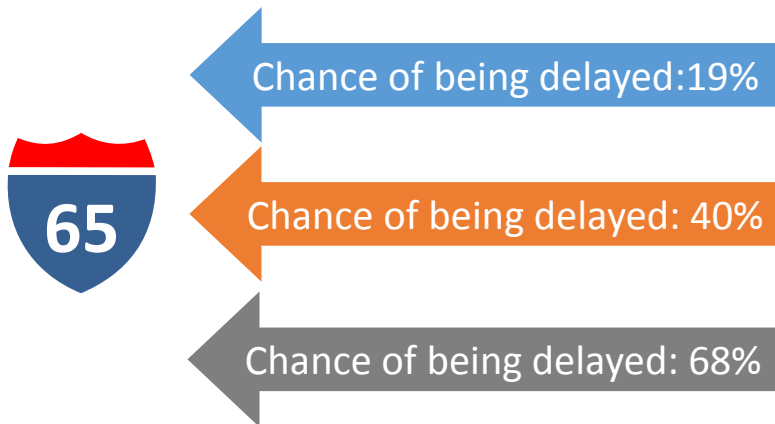 Chance of being delayed:19%
65
Chance of being delayed: 40%
Chance of being delayed: 68%